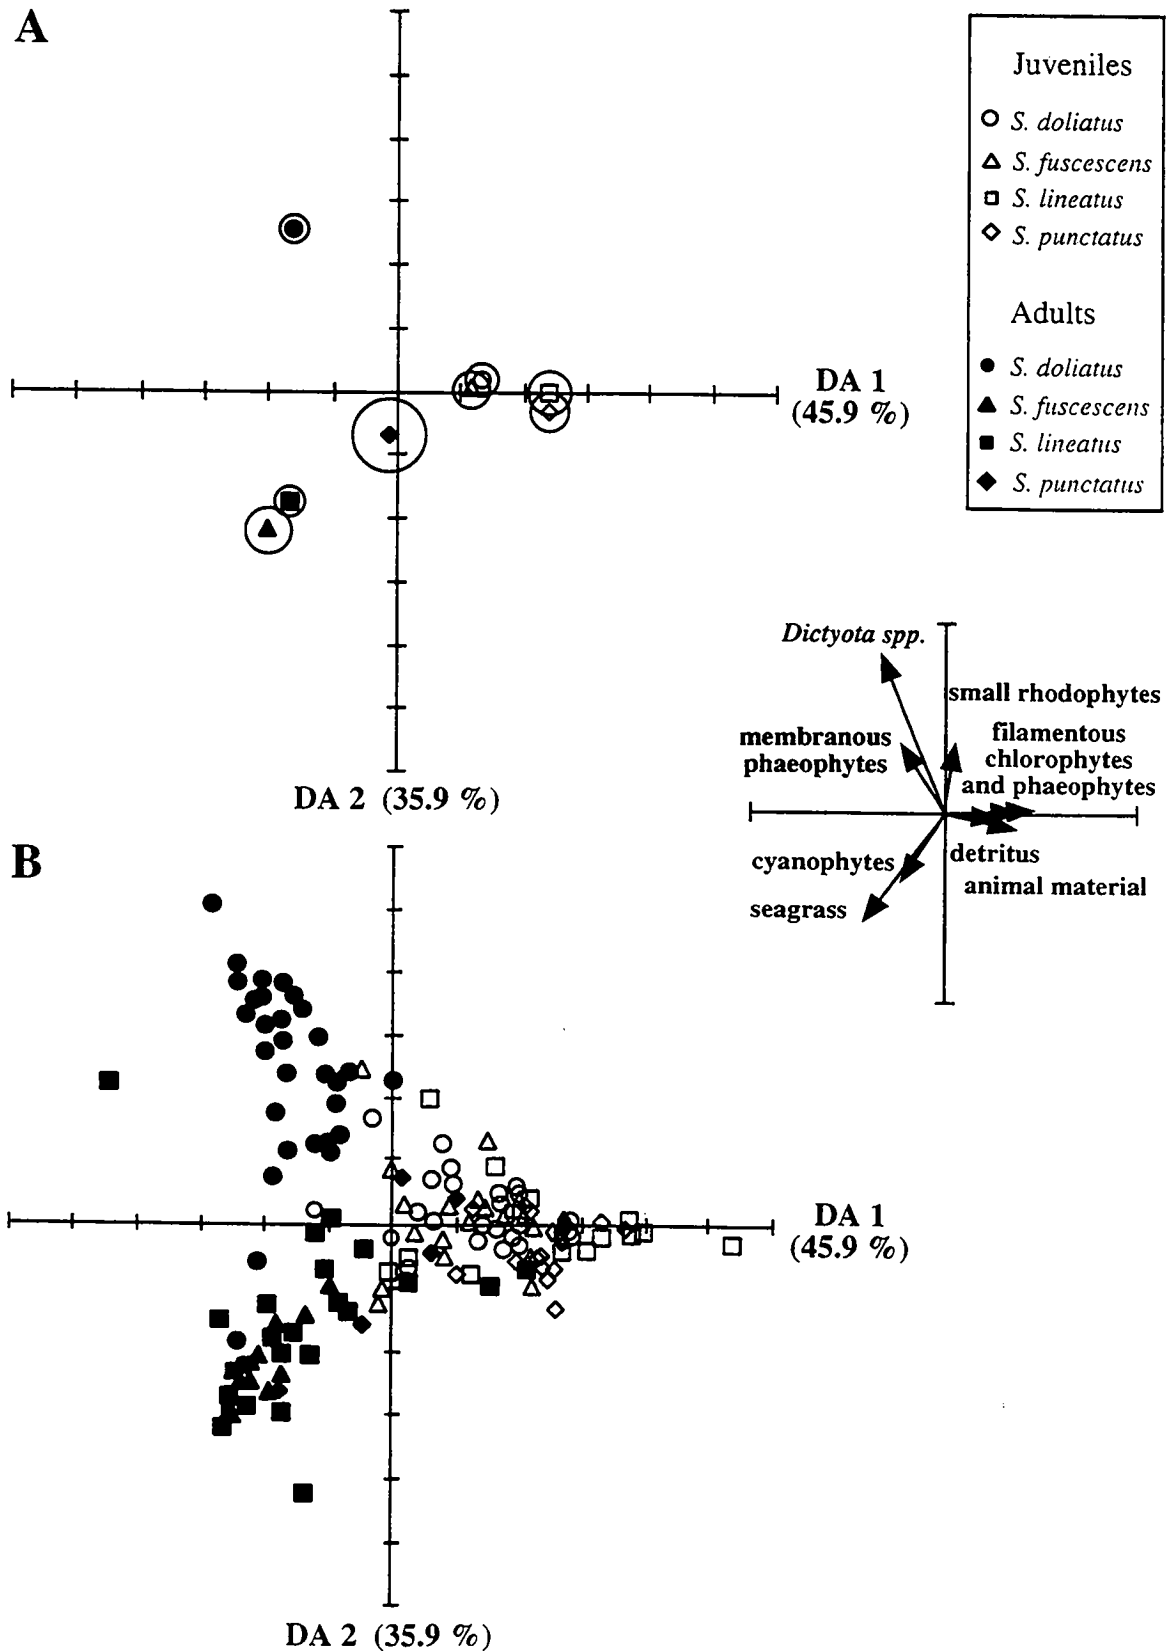 A
Juveniles
S. doliatus
S. fuscescens
S. lineatus
S. punctatus
Adults
S. doliatus
S. fuscescens
S. lineatus
S. punctatus
DA 1
(45.9 %)
DA 2 (35.9 %)
Dictyota spp.
small rhodophytes
membranous
phaeophytes
filamentous
chlorophytes
and phaeophytes
cyanophytes
seagrass
detritus
animal material
B
DA 1
(45.9 %)
DA 2 (35.9 %)